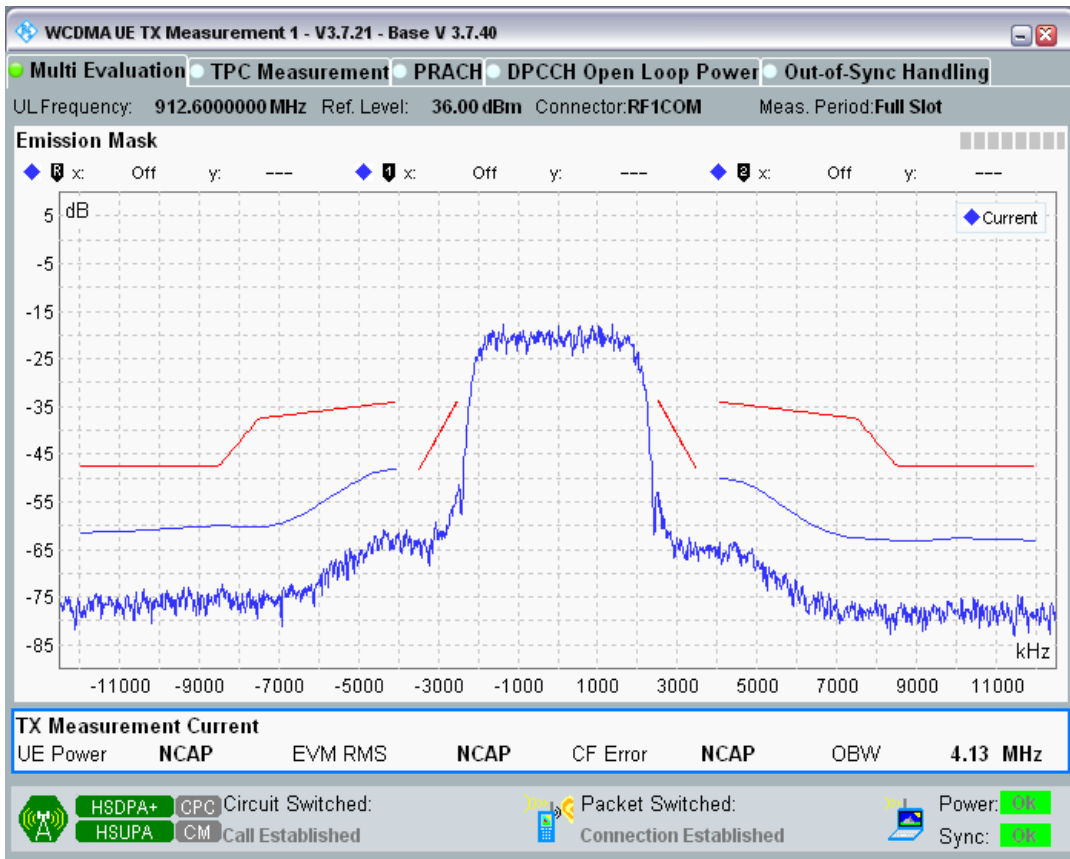 WCDMA UE TX Measurement 1 - V3.7.21 - Base V 3.7.40
Multi Evaluation TPC Measurement PRACH DPCCH Open Loop Power Out-of-Sync Handling
UL Frequency: 912.6000000 MHz Ref. Level: 36.00 dBm Connector: RF1COM Meas. Period: Full Slot
Emission Mask
R x: Off y: --- 1 x: Off y: --- 2 x: Off y: ---
5 dB Current
-5
-15
-25
-35
-45
-55
-65
-75
-85 kHz
-11000 -9000 -7000 -5000 -3000 -1000 1000 3000 5000 7000 9000 11000
TX Measurement Current
UE Power NCAP EVM RMS NCAP CF Error NCAP OBW 4.13 MHz
HSDPA+ CPC Circuit Switched: Packet Switched: Power: Ok
HSUPA CM Call Established Connection Established Sync: Ok